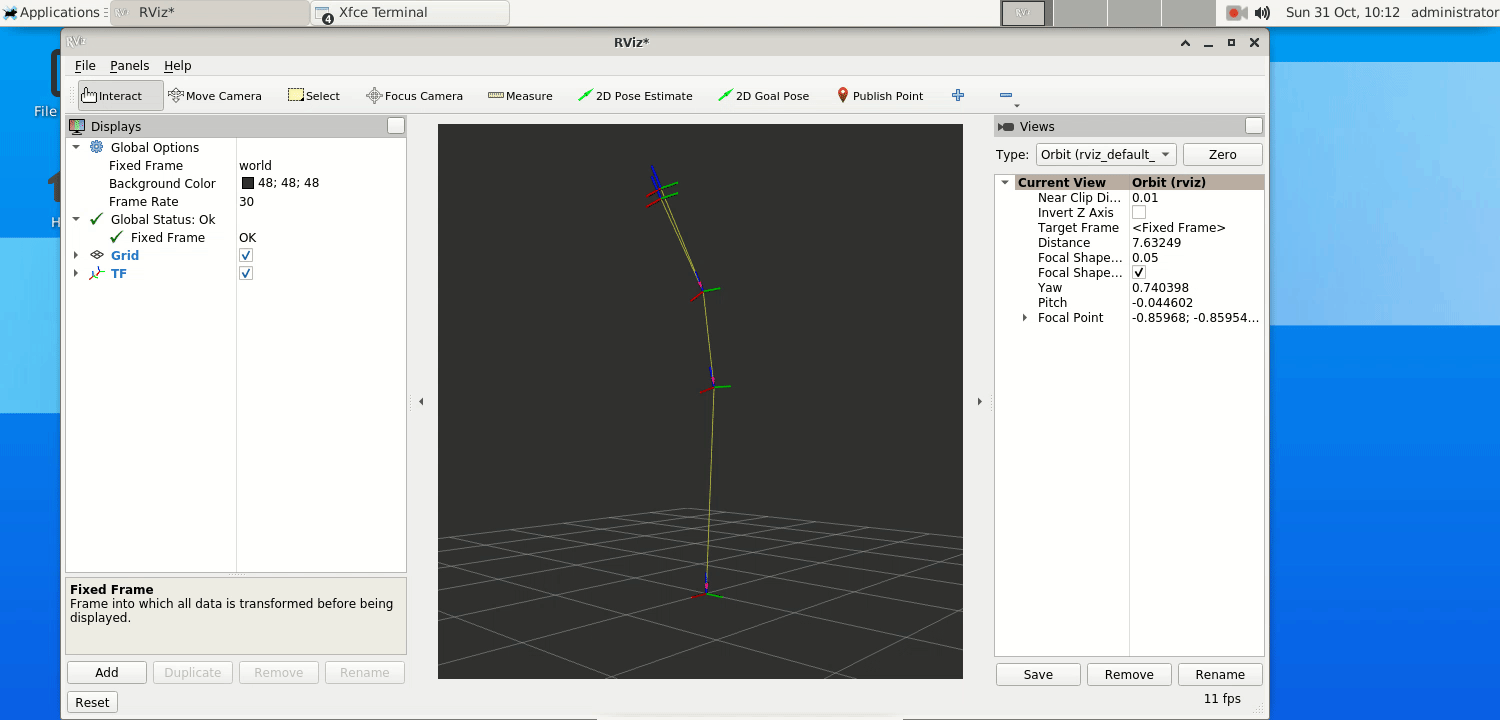 Applications
RViz*
4
Xfce Terminal
RViz
Sun 31 Oct, 10:12
administrator
File
H
RViz
RViz*
File
Panels
Help
Interact
Move Camera
Select
Focus Camera
Measure
2D Pose Estimate
2D Goal Pose
Publish Point
Displays
Global Options
Fixed Frame world
Background Color 48; 48; 48
Frame Rate 30
Global Status: Ok
Fixed Frame OK
Grid
TF
Fixed Frame
Frame into which all data is transformed before being
displayed.
Add
Duplicate
Remove
Rename
Reset
Views
Type: Orbit (rviz_default_
Zero
Current View Orbit (rviz)
Near Clip Di... 0.01
Invert Z Axis
Target Frame <Fixed Frame>
Distance 7.63249
Focal Shape... 0.05
Focal Shape...
Yaw 0.740398
Pitch -0.044602
Focal Point -0.85968; -0.85954...
Save
Remove
Rename
11 fps